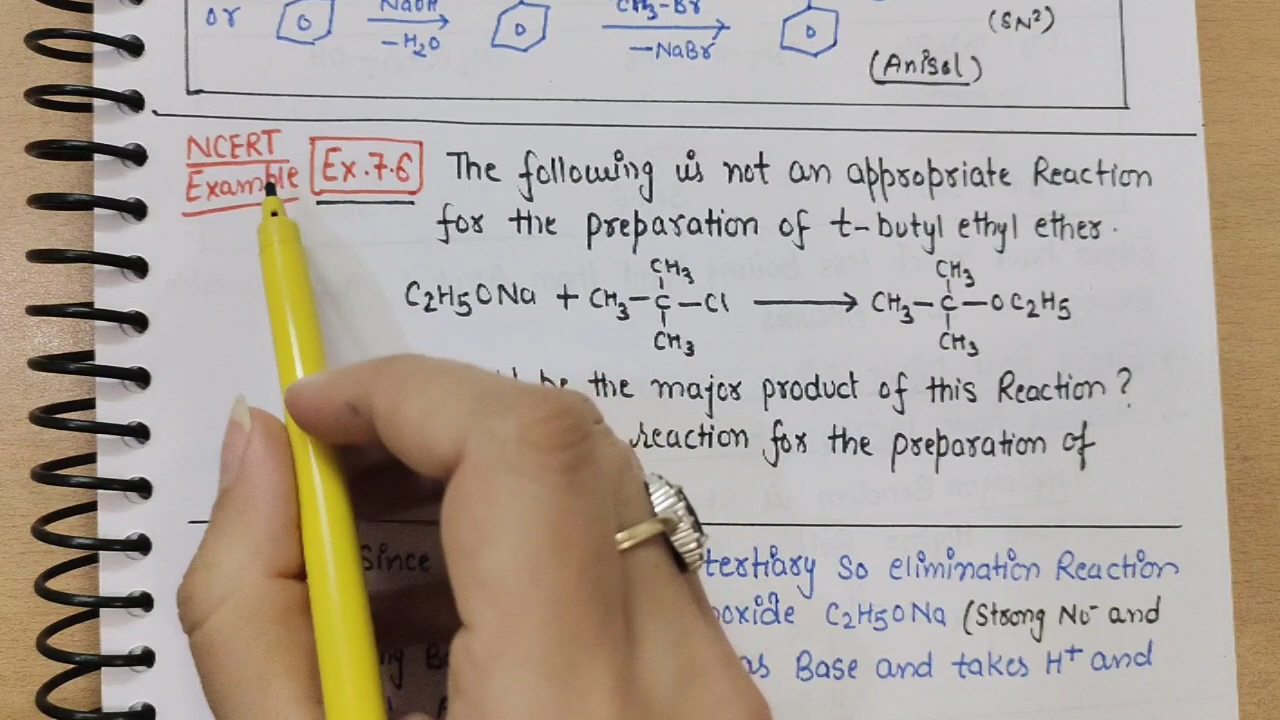 or NaOH CH3-Br (SN²)
-H2O -NaBr
(Anisol)
NCERT
Example Ex.7.6 The following is not an appropriate Reaction
for the preparation of t-butyl ethyl ether.
CH3 CH3
C2H5ONa + CH3-C-Cl → CH3-C-OC2H5
CH3 CH3
be the major product of this Reaction?
reaction for the preparation of
Since tertiary so elimination Reaction
oxide C2H5ONa (Strong Nu⁻ and
as Base and takes H+ and